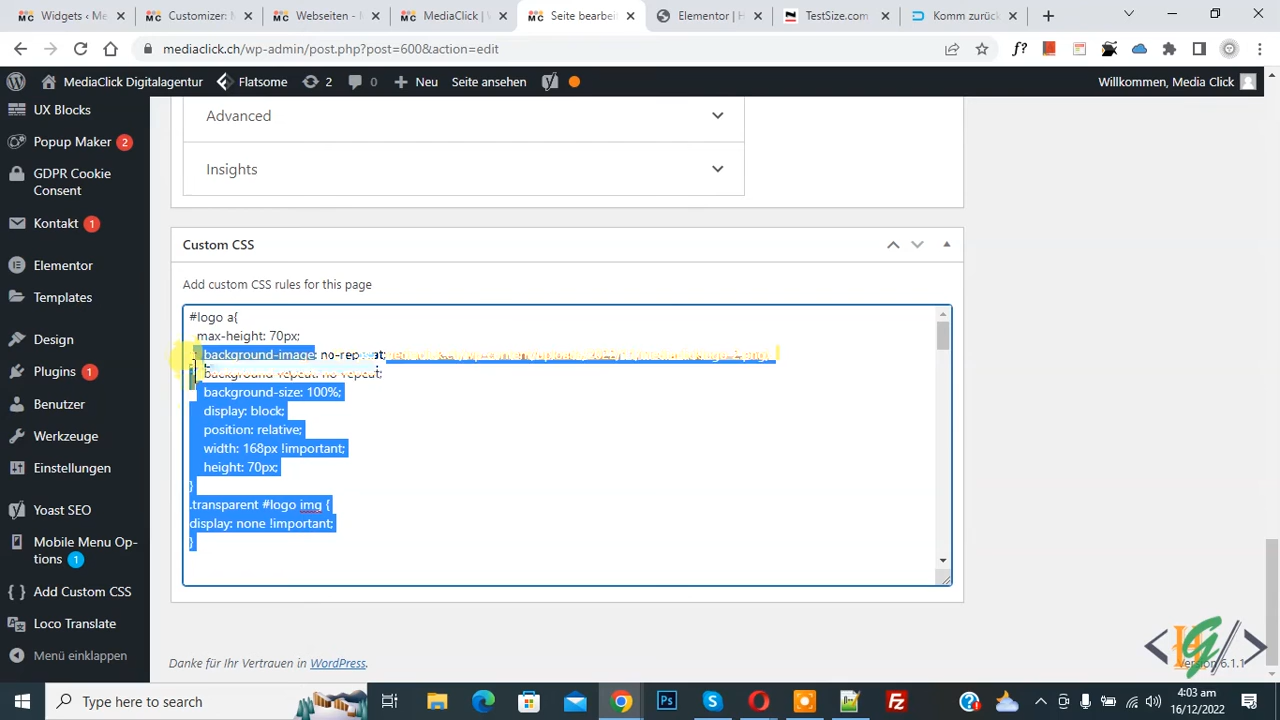 Widgets ‹ Me
Customizer: M
Webseiten - M
MediaClick | W
Seite bearbei
Elementor | H
TestSize.com
Komm zurück
mediaclick.ch/wp-admin/post.php?post=600&action=edit
f?
MediaClick Digitalagentur
Flatsome
2
0
Neu
Seite ansehen
Willkommen, Media Click
UX Blocks
Popup Maker 2
GDPR Cookie
Consent
Kontakt 1
Elementor
Templates
Design
Plugins 1
Benutzer
Werkzeuge
Einstellungen
Yoast SEO
Mobile Menu Op-
tions 1
Add Custom CSS
Loco Translate
Menü einklappen
Advanced
Insights
Custom CSS
Add custom CSS rules for this page
#logo a{
max-height: 70px;
background-image: no-repeat;
background-repeat: no-repeat;
background-size: 100%;
display: block;
position: relative;
width: 168px !important;
height: 70px;
}
.transparent #logo img {
display: none !important;
}
Danke für Ihr Vertrauen in WordPress.
6.1.1
Type here to search
Ps
4:03 am
16/12/2022